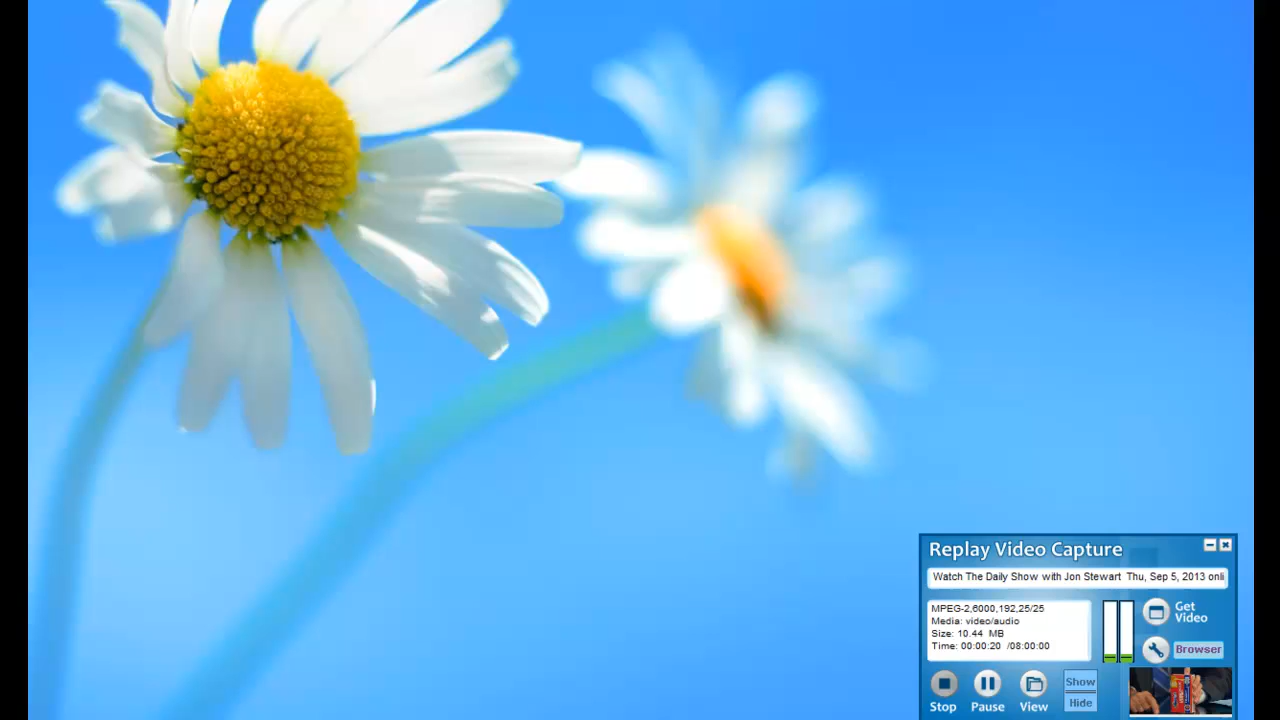 Replay Video Capture
Watch The Daily Show with Jon Stewart Thu, Sep 5, 2013 onli
MPEG-2,6000,192,25/25
Media: video/audio
Size: 10.44 MB
Time: 00:00:20 /08:00:00
Get
Video
Browser
Stop
Pause
View
Show
Hide